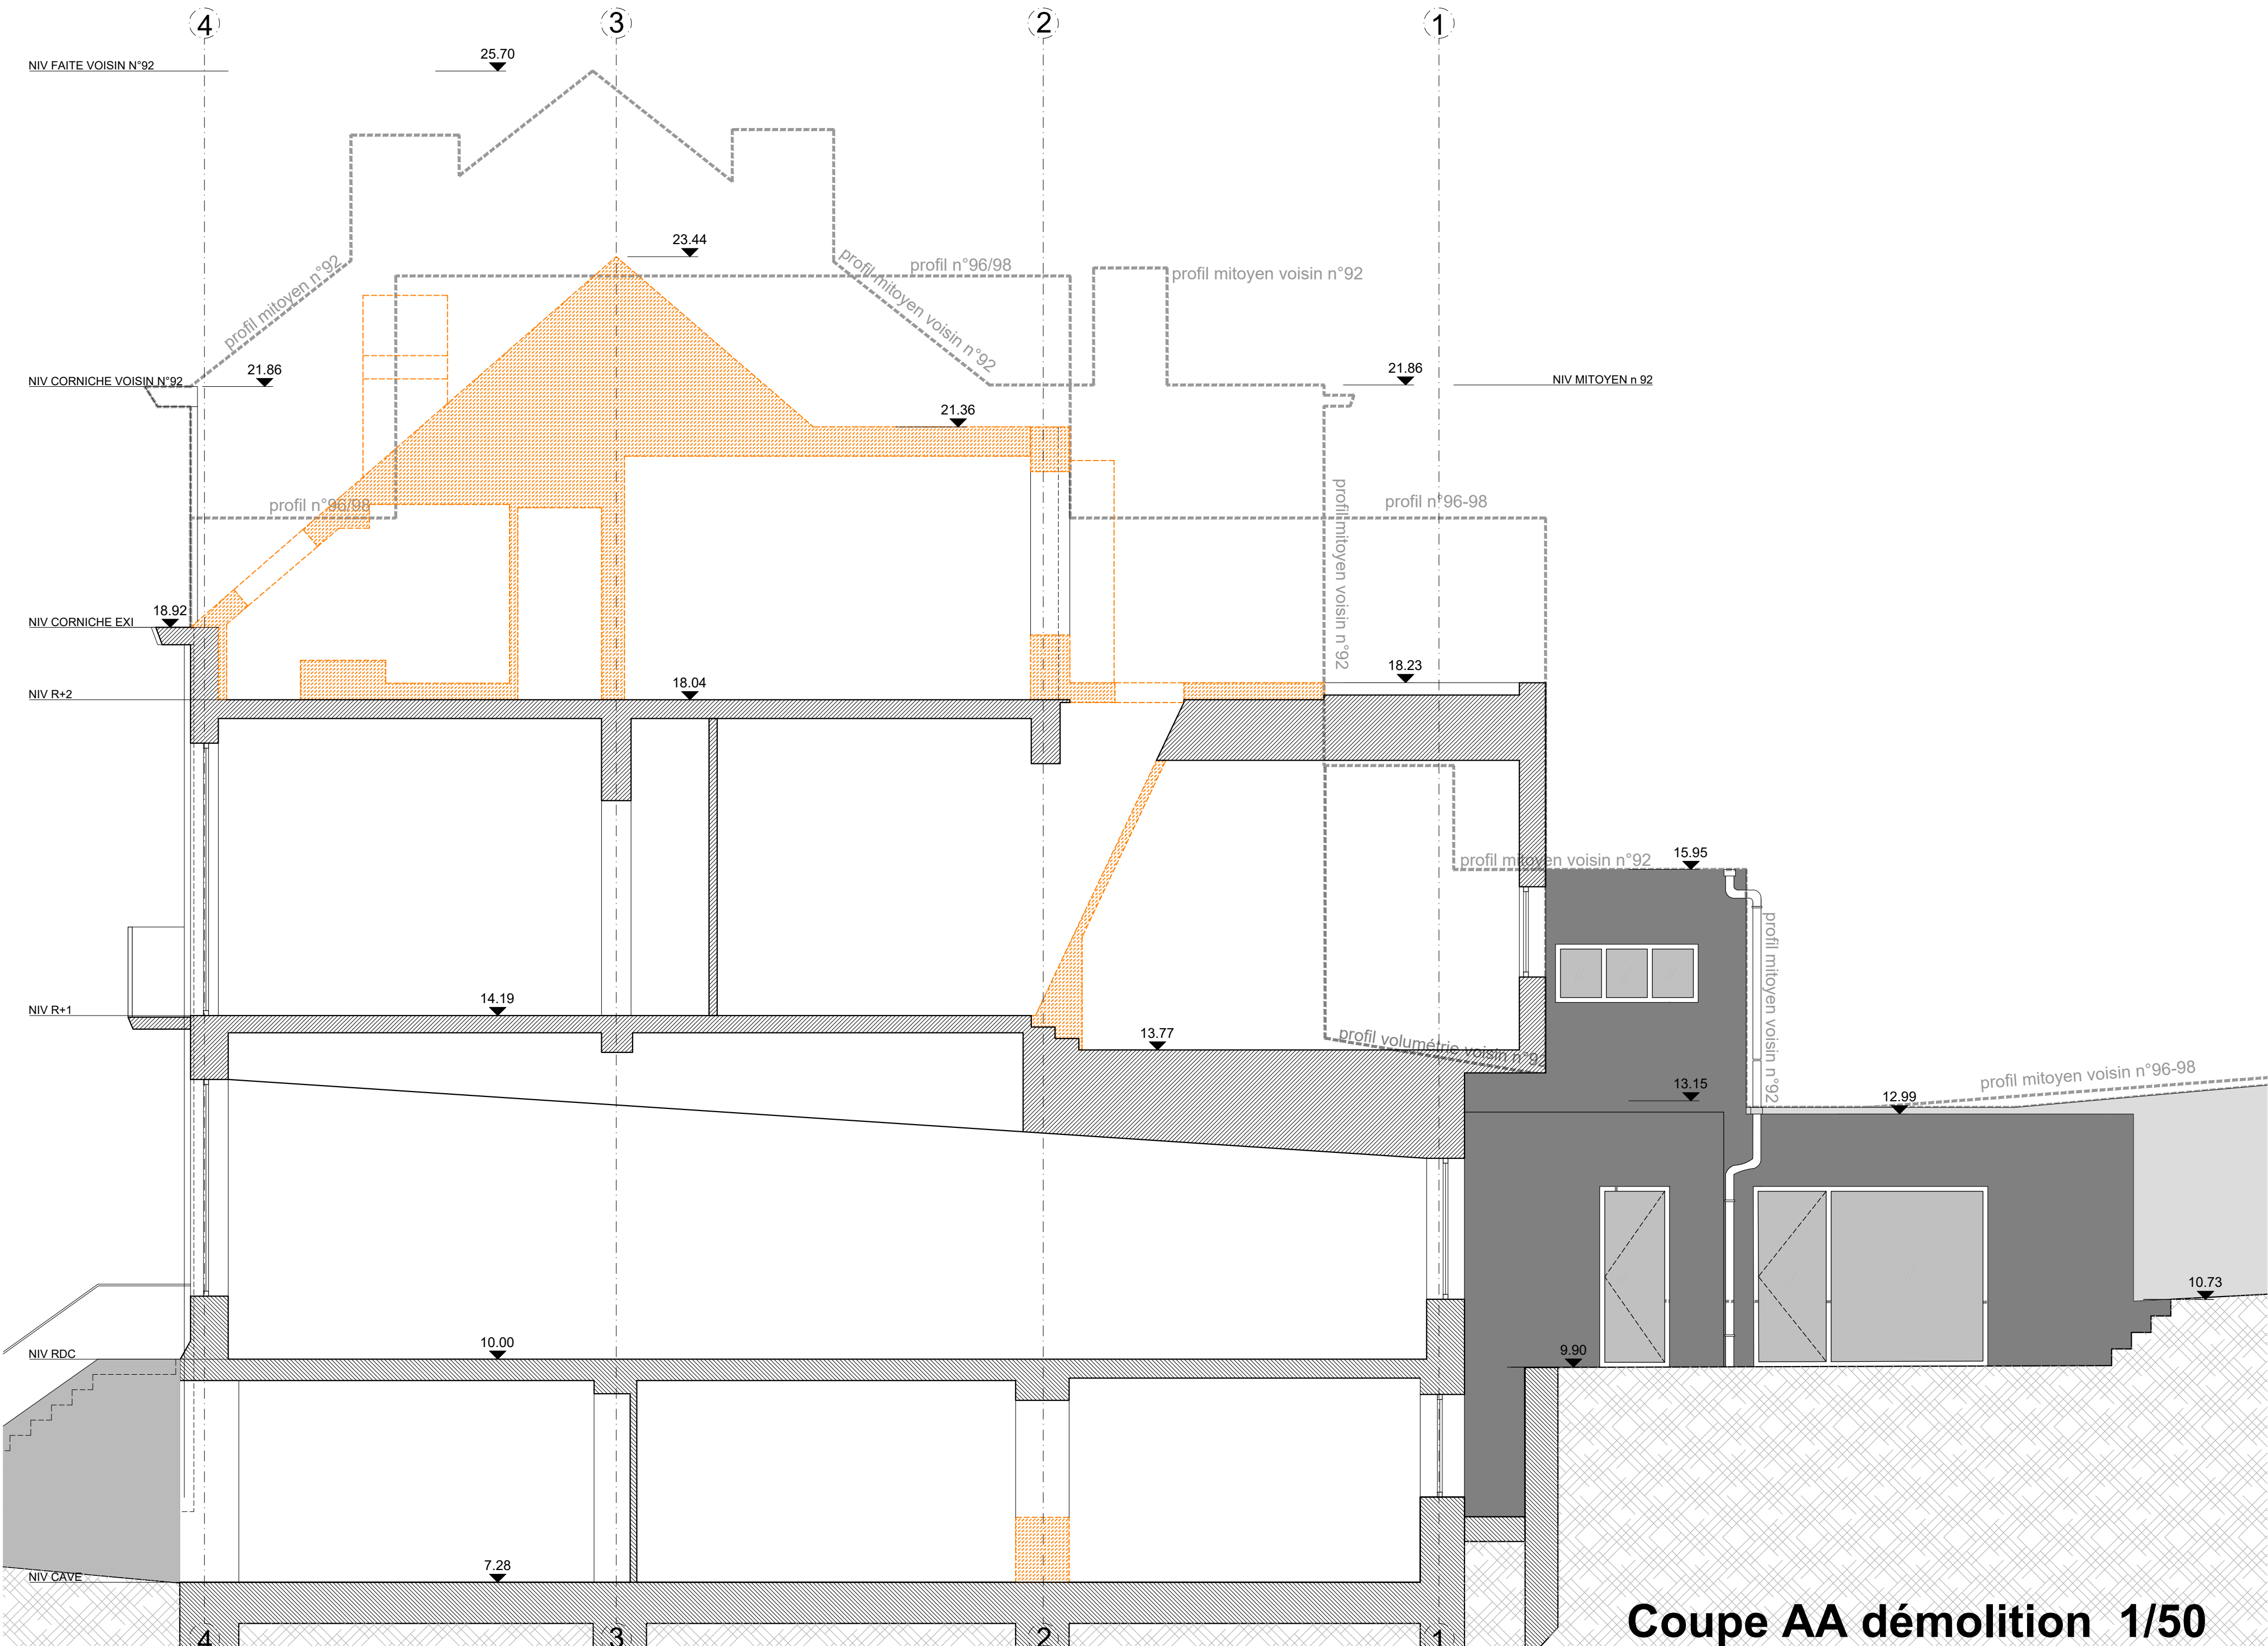 4
3
2
1
NIV FAITE VOISIN N°92
25.70
23.44
profil mitoyen n°92
profil mitoyen voisin n°92
profil n°96/98
profil mitoyen voisin n°92
NIV CORNICHE VOISIN N°92
21.86
21.86
NIV MITOYEN n 92
21.36
profil n°96/98
profil n°96-98
profil mitoyen voisin n°92
NIV CORNICHE EXI
18.92
18.23
NIV R+2
18.04
profil mitoyen voisin n°92
15.95
profil mitoyen voisin n°92
NIV R+1
14.19
13.77
profil volumétrie voisin n°92
13.15
12.99
profil mitoyen voisin n°96-98
10.73
NIV RDC
10.00
9.90
NIV CAVE
7.28
Coupe AA démolition 1/50
4
3
2
1